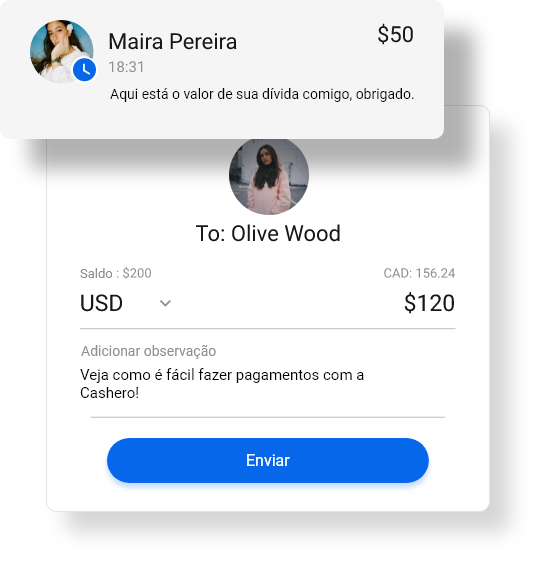 Maira Pereira
$50
18:31
Aqui está o valor de sua dívida comigo, obrigado.
To: Olive Wood
Saldo : $200
CAD: 156.24
USD
$120
Adicionar observação
Veja como é fácil fazer pagamentos com a
Cashero!
Enviar